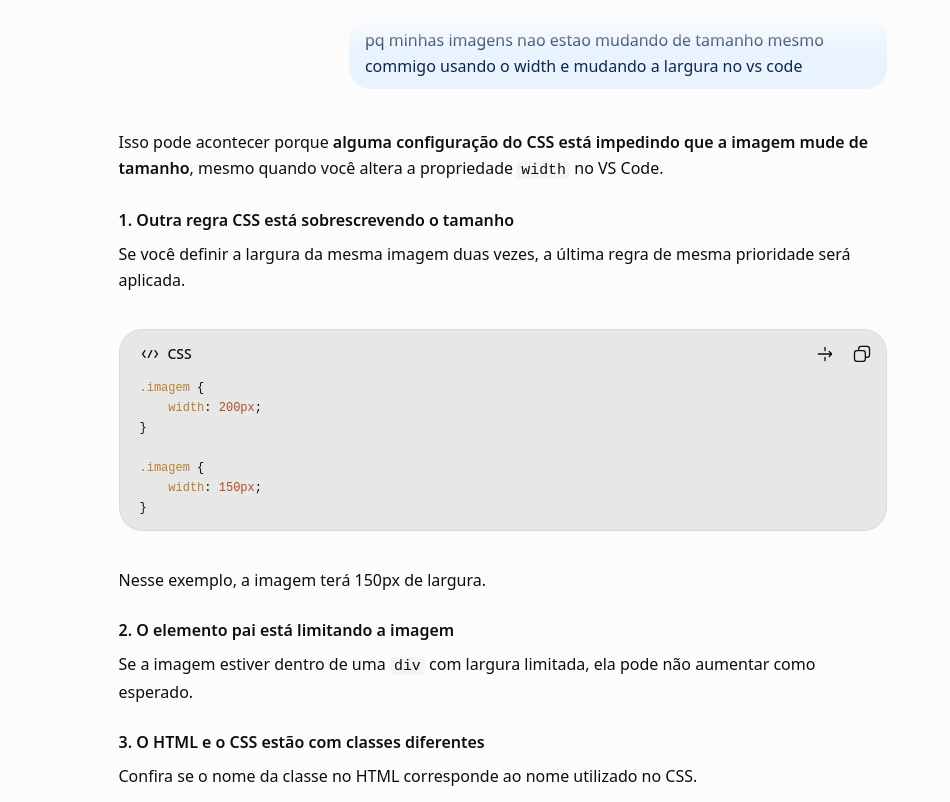 pq minhas imagens nao estao mudando de tamanho mesmo
commigo usando o width e mudando a largura no vs code
Isso pode acontecer porque alguma configuração do CSS está impedindo que a imagem mude de
tamanho, mesmo quando você altera a propriedade width no VS Code.
1. Outra regra CSS está sobrescrevendo o tamanho
Se você definir a largura da mesma imagem duas vezes, a última regra de mesma prioridade será
aplicada.
CSS
.imagem {
    width: 200px;
}
.imagem {
    width: 150px;
}
Nesse exemplo, a imagem terá 150px de largura.
2. O elemento pai está limitando a imagem
Se a imagem estiver dentro de uma div com largura limitada, ela pode não aumentar como
esperado.
3. O HTML e o CSS estão com classes diferentes
Confira se o nome da classe no HTML corresponde ao nome utilizado no CSS.